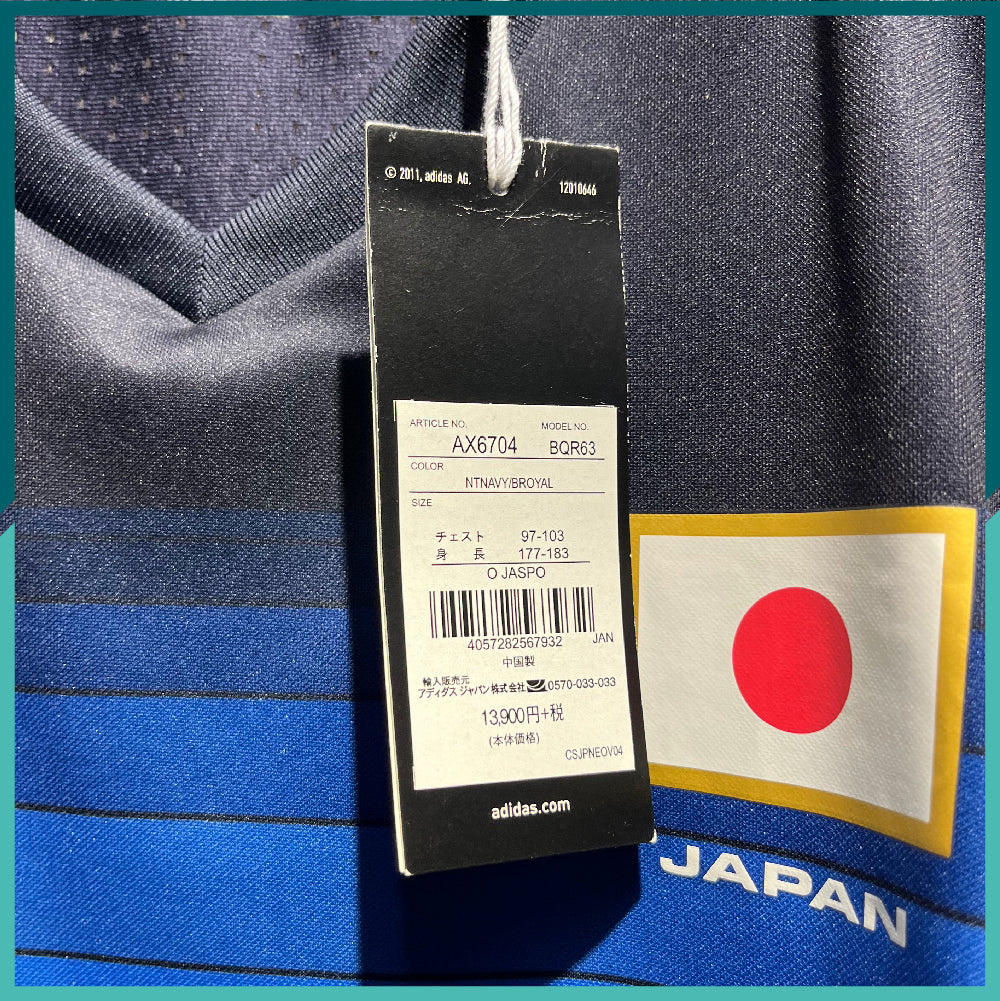 © 2011, adidas AG.
12010646
ARTICLE NO. MODEL NO.
AX6704 BQR63
COLOR
NTNAVY/BROYAL
SIZE
チェスト 97-103
身 長 177-183
O JASPO
4057282567932 JAN
中国製
輸入販売元
アディダス ジャパン株式会社 0570-033-033
13,900円+税
(本体価格)
CSJPNEOV04
adidas.com
JAPAN